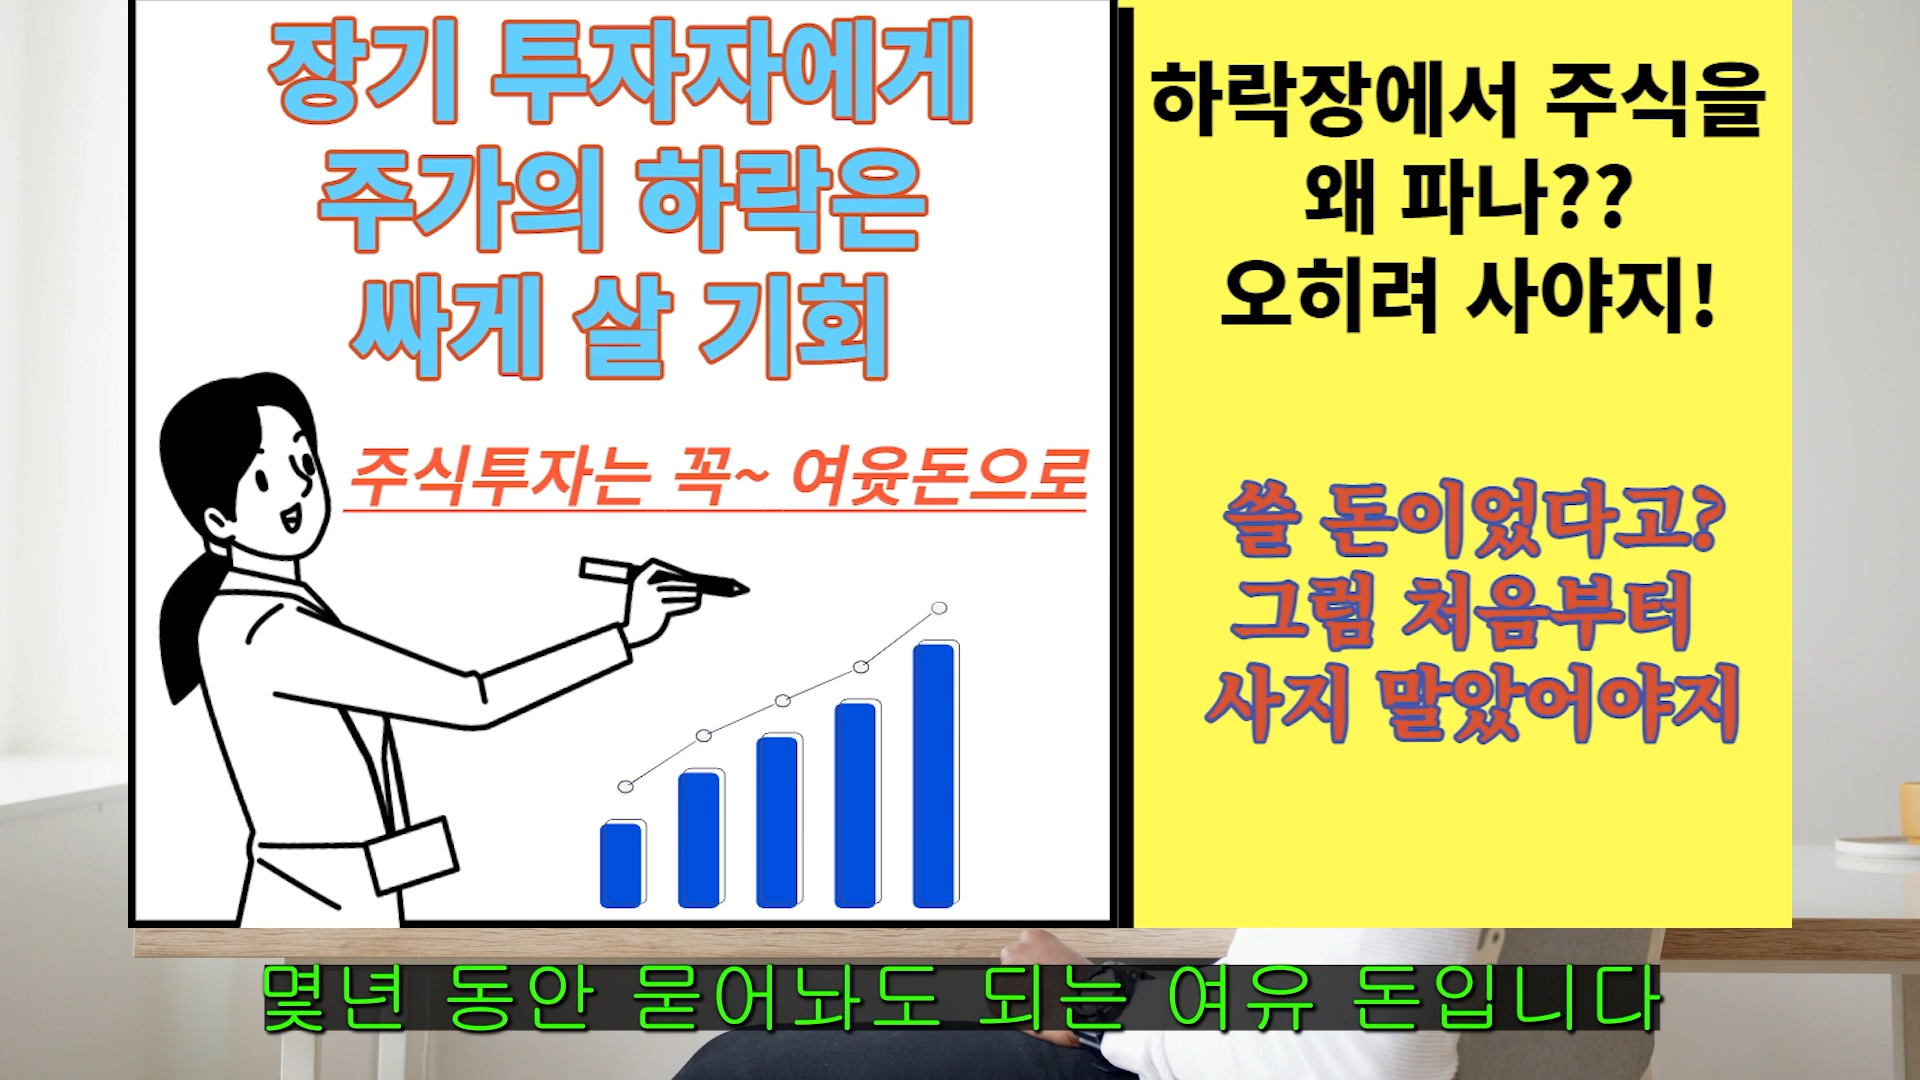 장기 투자자에게
주가의 하락은
싸게 살 기회
주식투자는 꼭~ 여윳돈으로
하락장에서 주식을
왜 파나??
오히려 사야지!
쓸 돈이었다고?
그럼 처음부터
사지 말았어야지
몇년 동안 묻어놔도 되는 여유 돈입니다